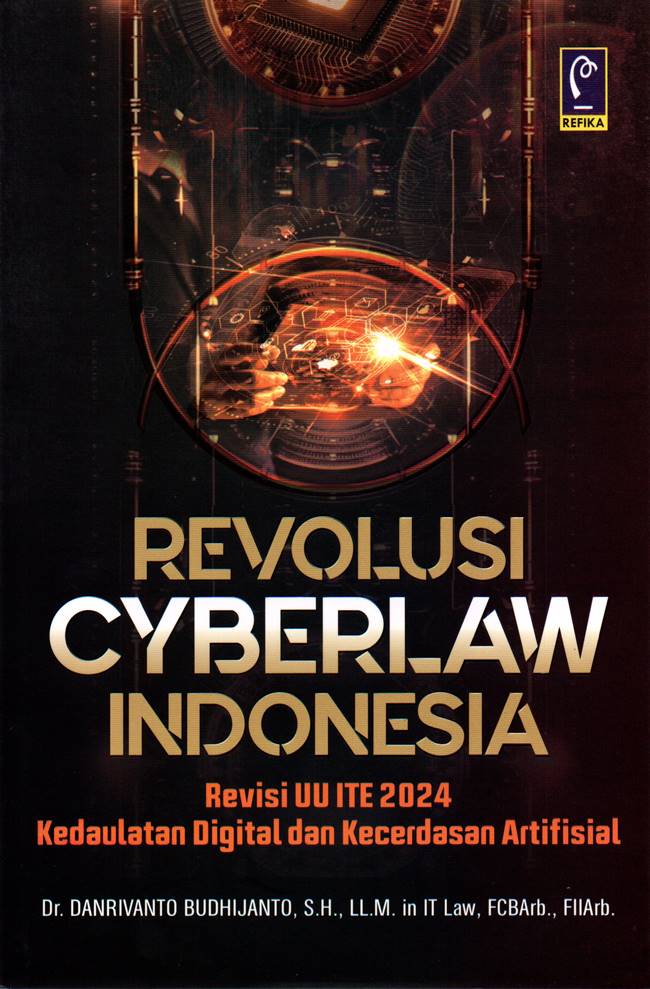 REFIKA
REVOLUSI
CYBERLAW
INDONESIA
Revisi UU ITE 2024
Kedaulatan Digital dan Kecerdasan Artifisial
Dr. DANRIVANTO BUDHIJANTO, S.H., LL.M. in IT Law, FCBArb., FIIArb.